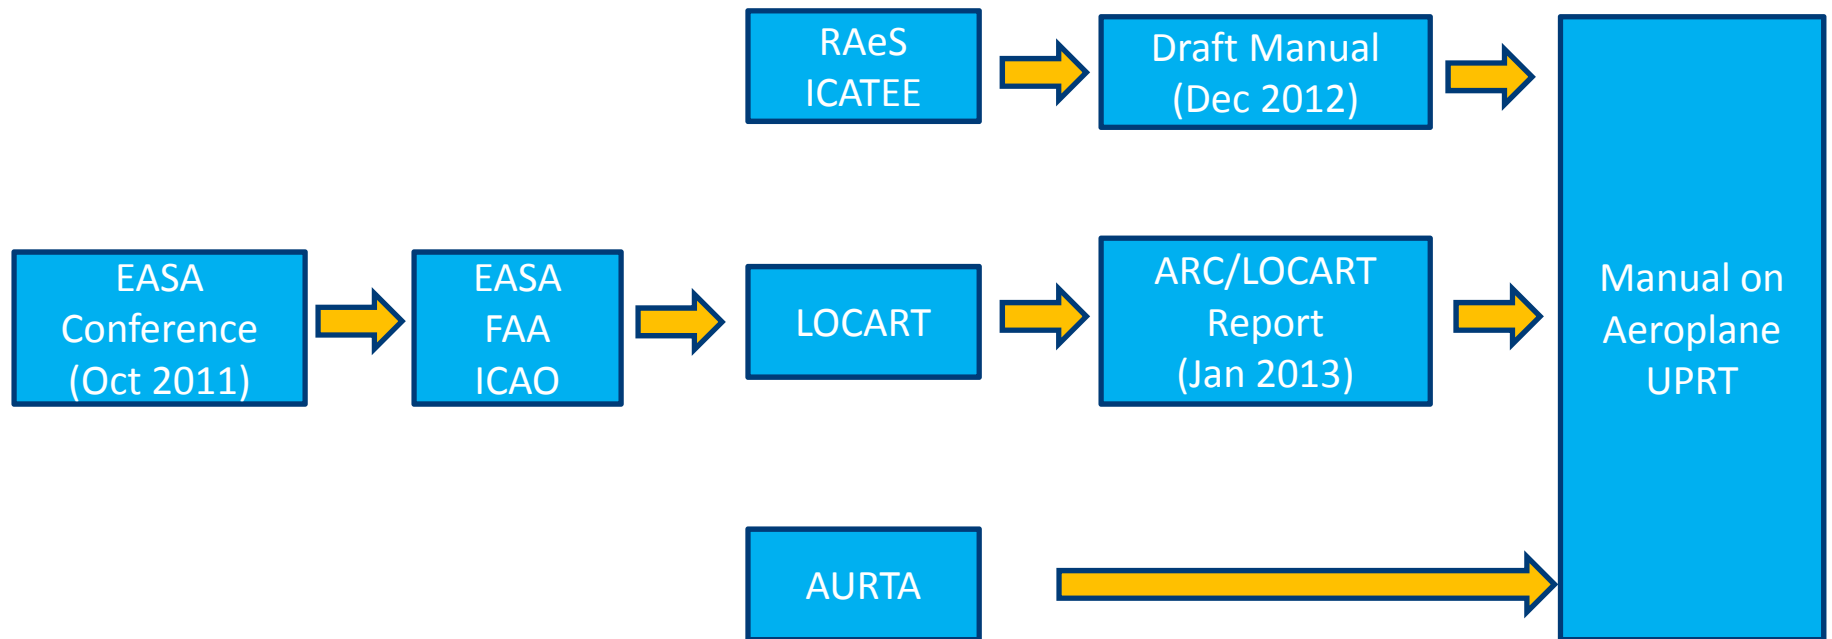 RAeS
ICATEE
Draft Manual
(Dec 2012)
EASA
Conference
(Oct 2011)
EASA
FAA
ICAO
LOCART
ARC/LOCART
Report
(Jan 2013)
Manual on
Aeroplane
UPRT
AURTA